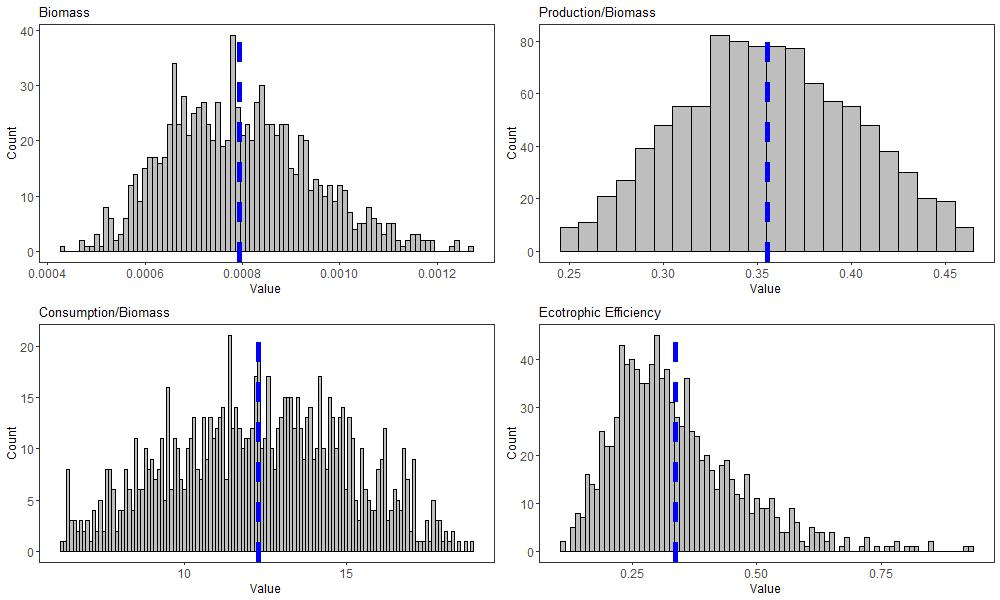 Biomass
40
30
20
10
0
Count
0.0004 0.0006 0.0008 0.0010 0.0012
Value
Production/Biomass
80
60
40
20
0
Count
0.25 0.30 0.35 0.40 0.45
Value
Consumption/Biomass
20
15
10
5
0
Count
10 15
Value
Ecotrophic Efficiency
40
30
20
10
0
Count
0.25 0.50 0.75
Value